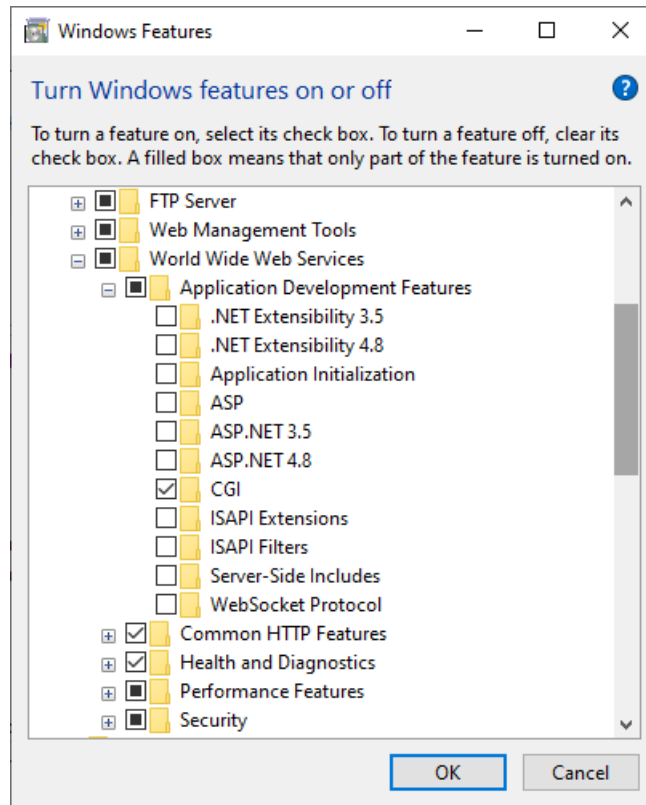 Windows Features
Turn Windows features on or off
To turn a feature on, select its check box. To turn a feature off, clear its
check box. A filled box means that only part of the feature is turned on.
FTP Server
Web Management Tools
World Wide Web Services
Application Development Features
.NET Extensibility 3.5
.NET Extensibility 4.8
Application Initialization
ASP
ASP.NET 3.5
ASP.NET 4.8
CGI
ISAPI Extensions
ISAPI Filters
Server-Side Includes
WebSocket Protocol
Common HTTP Features
Health and Diagnostics
Performance Features
Security
OK
Cancel